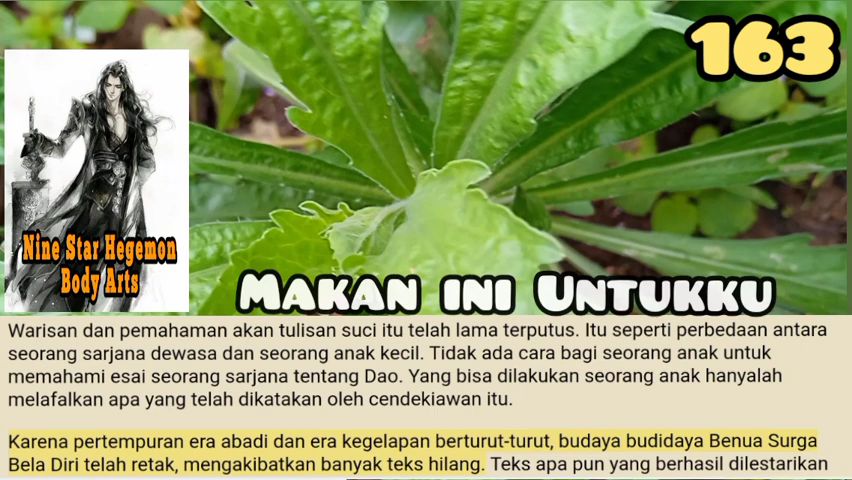 163
Nine Star Hegemon
Body Arts
MAKAN INI UNTUKKU
Warisan dan pemahaman akan tulisan suci itu telah lama terputus. Itu seperti perbedaan antara
seorang sarjana dewasa dan seorang anak kecil. Tidak ada cara bagi seorang anak untuk
memahami esai seorang sarjana tentang Dao. Yang bisa dilakukan seorang anak hanyalah
melafalkan apa yang telah dikatakan oleh cendekiawan itu.
Karena pertempuran era abadi dan era kegelapan berturut-turut, budaya budidaya Benua Surga
Bela Diri telah retak, mengakibatkan banyak teks hilang. Teks apa pun yang berhasil dilestarikan